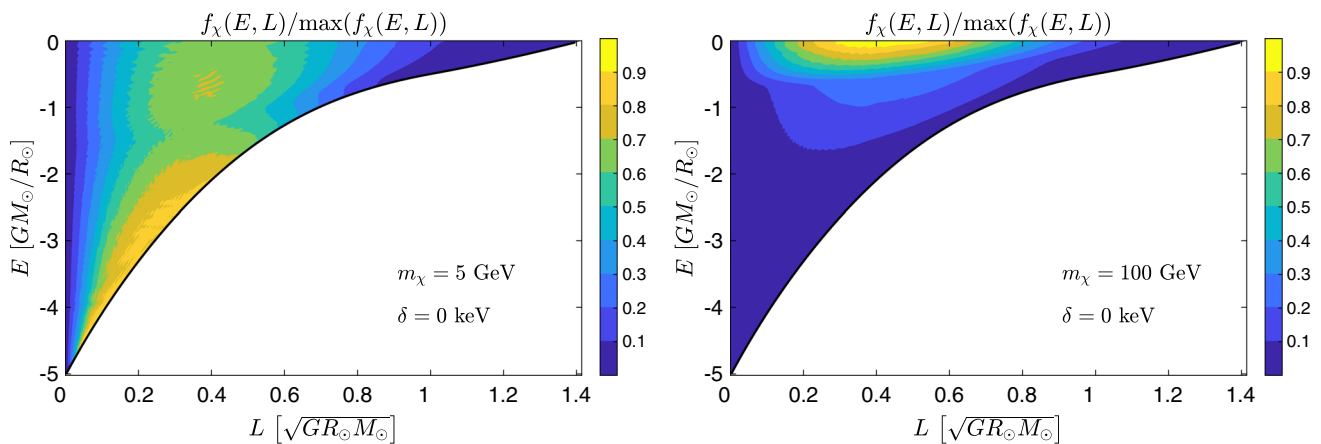 f_χ(E, L)/max(f_χ(E, L))
0
-1
-2
-3
-4
-5
E [GM_⊙/R_⊙]
0 0.2 0.4 0.6 0.8 1 1.2 1.4
L [√GR_⊙M_⊙]
m_χ = 5 GeV
δ = 0 keV
0.9
0.8
0.7
0.6
0.5
0.4
0.3
0.2
0.1
f_χ(E, L)/max(f_χ(E, L))
0
-1
-2
-3
-4
-5
E [GM_⊙/R_⊙]
0 0.2 0.4 0.6 0.8 1 1.2 1.4
L [√GR_⊙M_⊙]
m_χ = 100 GeV
δ = 0 keV
0.9
0.8
0.7
0.6
0.5
0.4
0.3
0.2
0.1